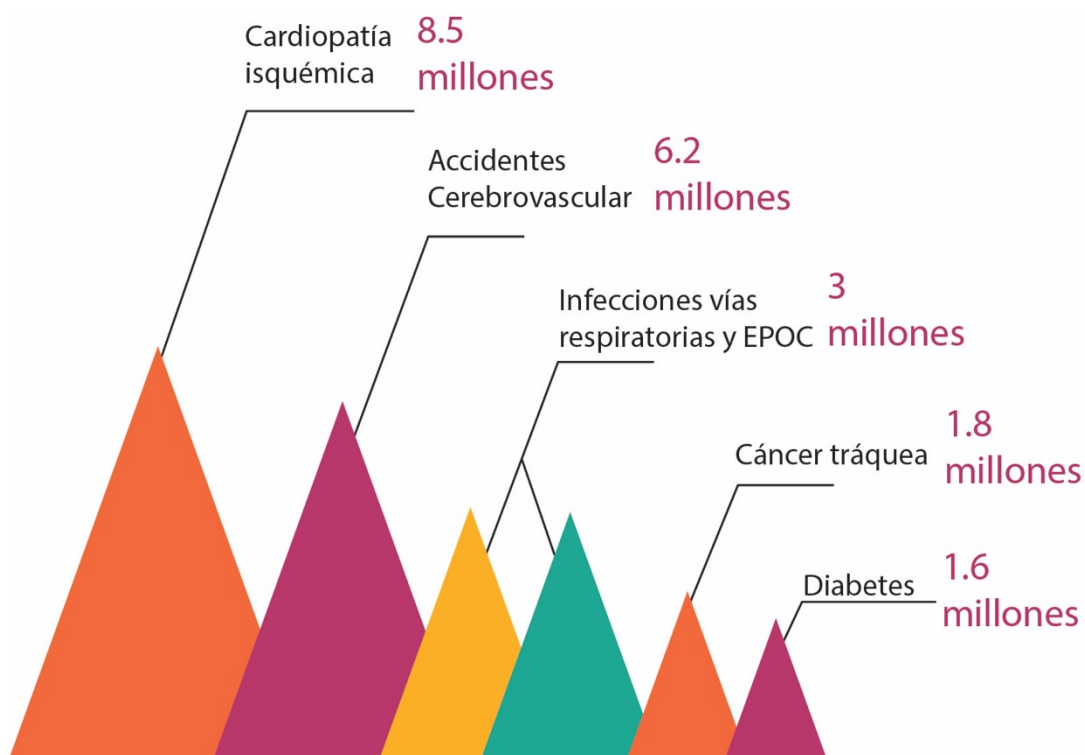 Cardiopatía
isquémica
8.5
millones
Accidentes
Cerebrovascular
6.2
millones
Infecciones vías
respiratorias y EPOC
3
millones
Cáncer tráquea
1.8
millones
Diabetes
1.6
millones